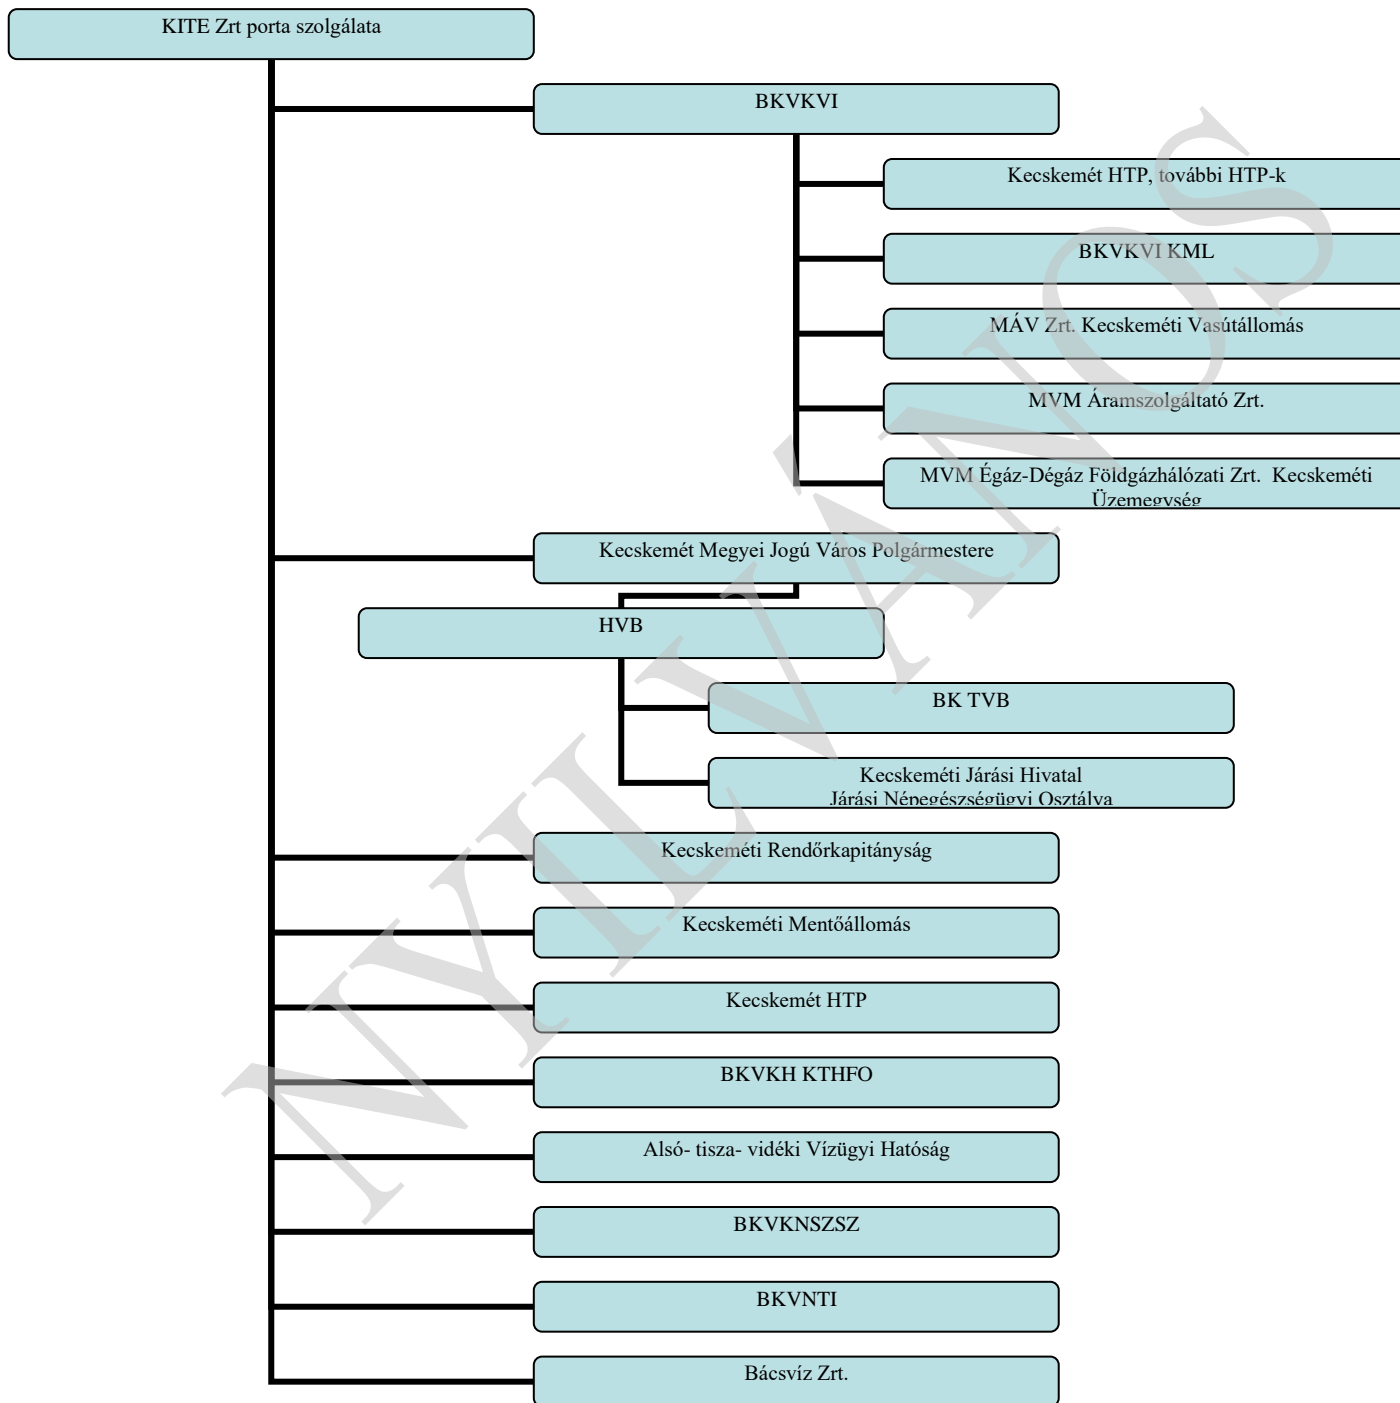 KITE Zrt porta szolgálata
BKVKVI
Kecskemét HTP, további HTP-k
BKVKVI KML
MÁV Zrt. Kecskeméti Vasútállomás
MVM Áramszolgáltató Zrt.
MVM Égáz-Dégáz Földgázhálózati Zrt. Kecskeméti
Üzemegység
Kecskemét Megyei Jogú Város Polgármestere
HVB
BK TVB
Kecskeméti Járási Hivatal
Járási Népegészségügyi Osztálya
Kecskeméti Rendőrkapitányság
Kecskeméti Mentőállomás
Kecskemét HTP
BKVKH KTHFO
Alsó- tisza- vidéki Vízügyi Hatóság
BKVKNSZSZ
BKVNTI
Bácsvíz Zrt.
NYILVÁNOS